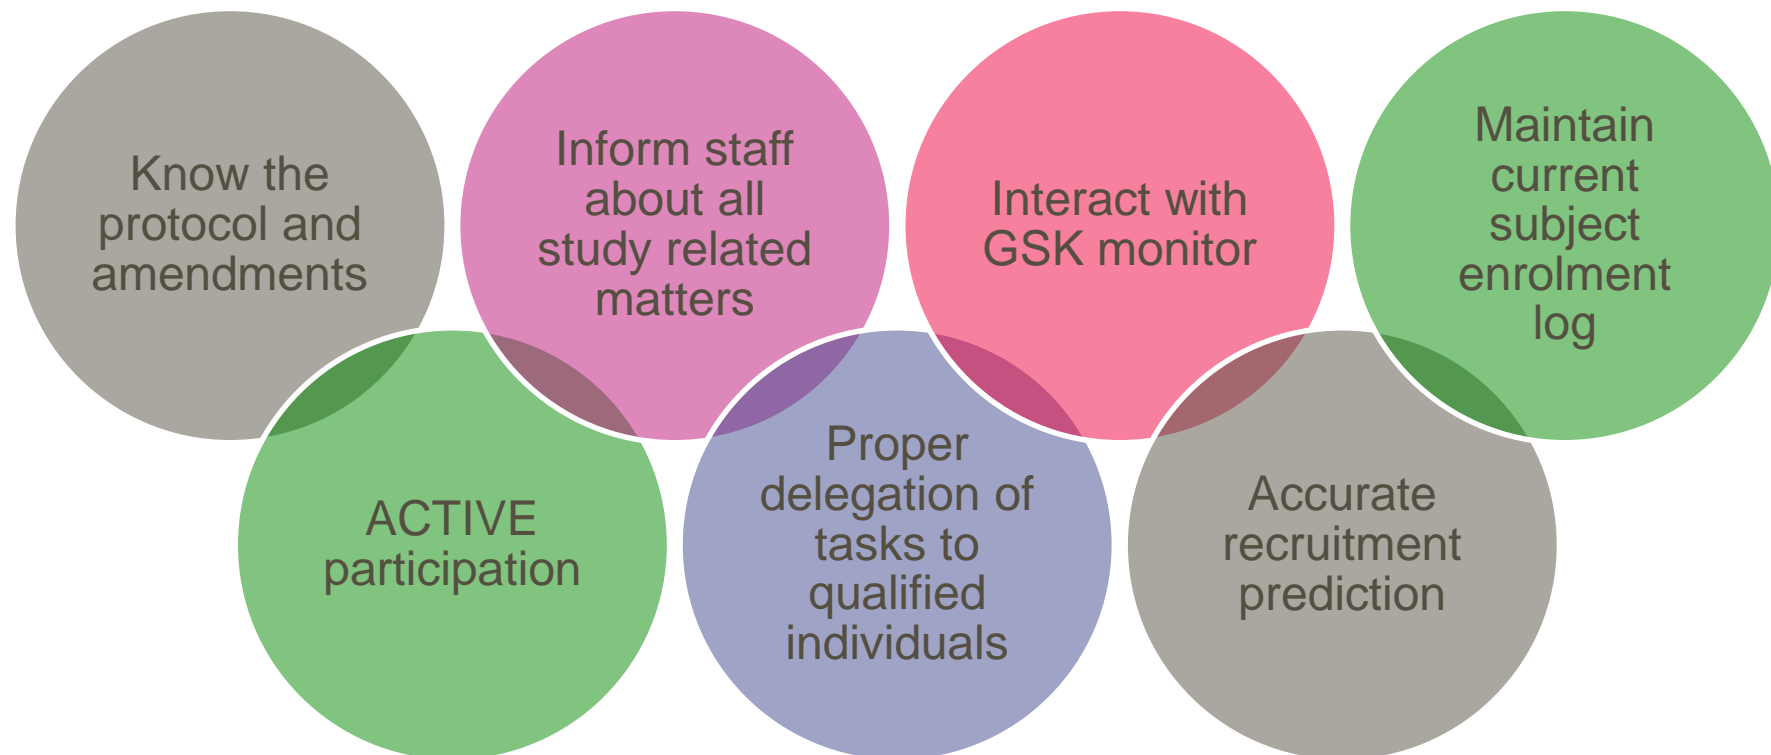 Know the
protocol and
amendments
Inform staff
about all
study related
matters
Interact with
GSK monitor
Maintain
current
subject
enrolment
log
ACTIVE
participation
Proper
delegation of
tasks to
qualified
individuals
Accurate
recruitment
prediction